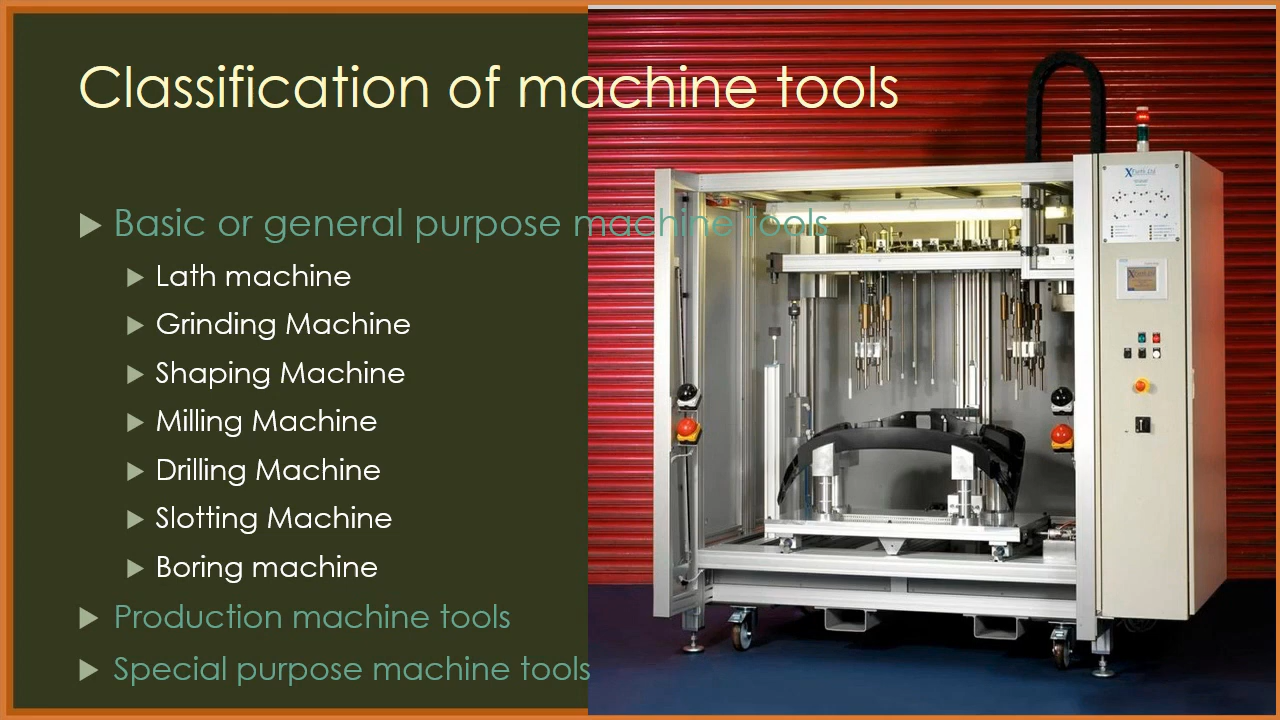 Classification of machine tools
Basic or general purpose machine tools
Lath machine
Grinding Machine
Shaping Machine
Milling Machine
Drilling Machine
Slotting Machine
Boring machine
Production machine tools
Special purpose machine tools